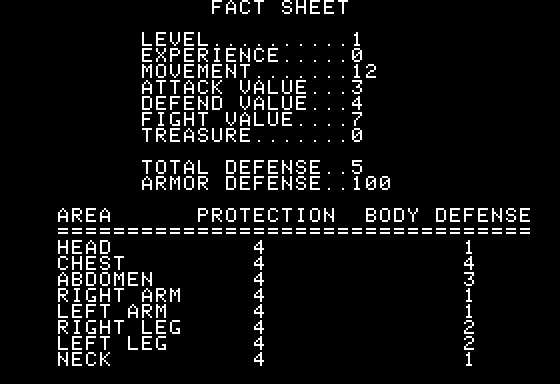 FACT SHEET
LEVEL...........1
EXPERIENCE......0
MOVEMENT........12
ATTACK VALUE...3
DEFEND VALUE...4
FIGHT VALUE....7
TREASURE.......0
TOTAL DEFENSE..5
ARMOR DEFENSE..100
AREA PROTECTION BODY DEFENSE
==================================
HEAD 4 1
CHEST 4 4
ABDOMEN 4 3
RIGHT ARM 4 1
LEFT ARM 4 1
RIGHT LEG 4 2
LEFT LEG 4 2
NECK 4 1